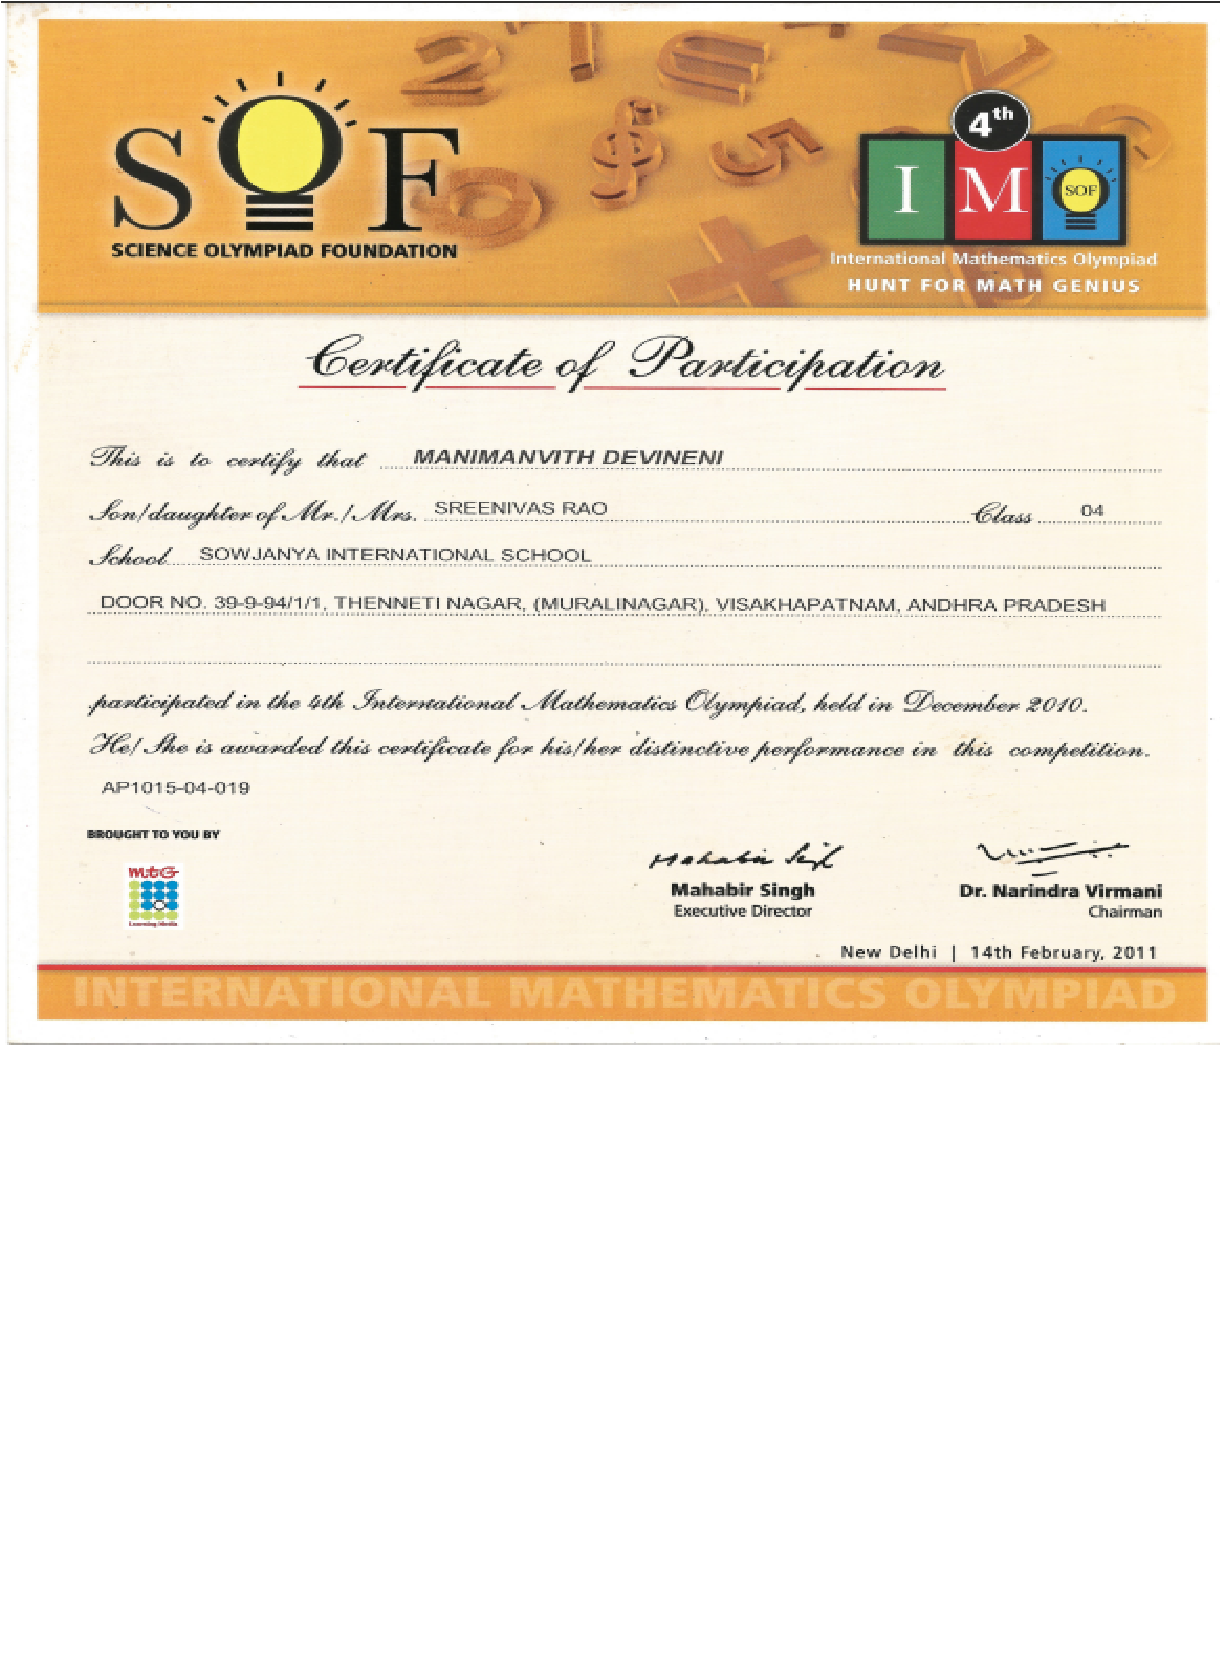 SOF
SCIENCE OLYMPIAD FOUNDATION
4th
IMO
SOF
International Mathematics Olympiad
HUNT FOR MATH GENIUS
Certificate of Participation
This is to certify that MANIMANVITH DEVINENI
Son/daughter of Mr./Mrs. SREENIVAS RAO Class 04
School SOWJANYA INTERNATIONAL SCHOOL
DOOR NO. 39-9-94/1/1, THENNETI NAGAR, (MURALINAGAR), VISAKHAPATNAM, ANDHRA PRADESH
participated in the 4th International Mathematics Olympiad, held in December 2010.
He/ She is awarded this certificate for his/her distinctive performance in this competition.
AP1015-04-019
BROUGHT TO YOU BY
mtG
Learning Media
Mahabir Singh
Mahabir Singh
Executive Director
Dr. Narindra Virmani
Chairman
New Delhi | 14th February, 2011
INTERNATIONAL MATHEMATICS OLYMPIAD